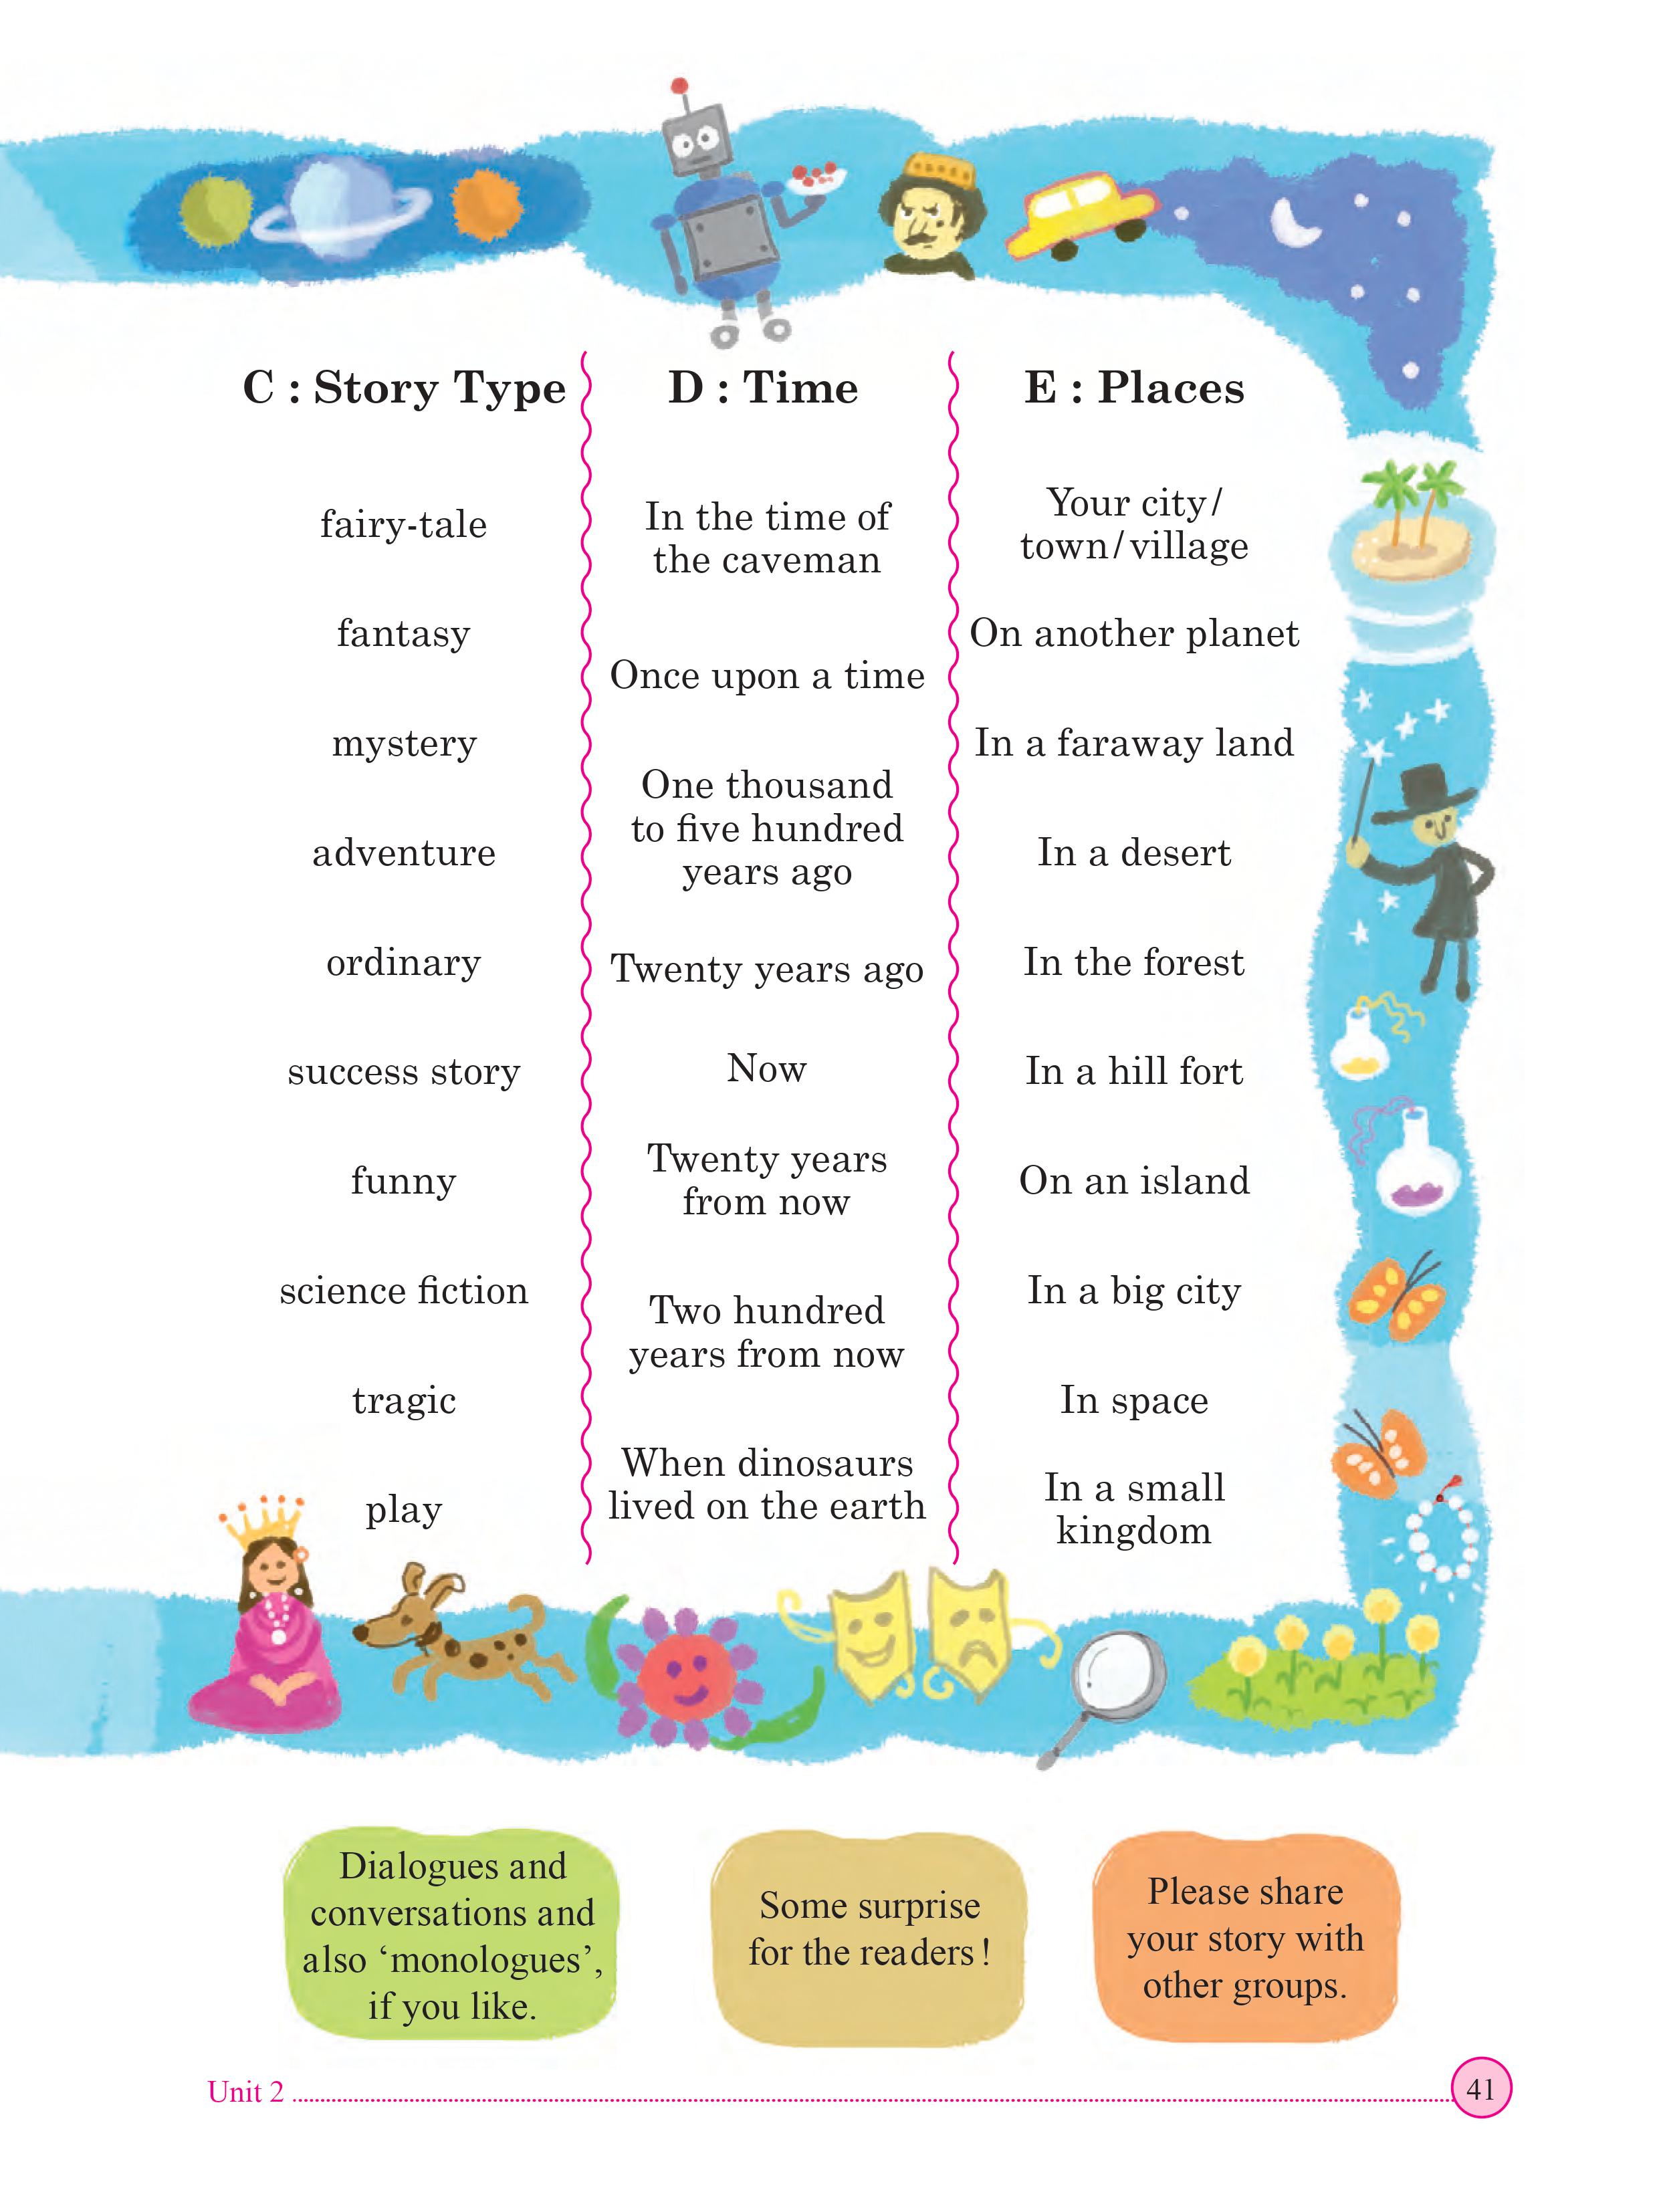 C : Story Type
fairy-tale
fantasy
mystery
adventure
ordinary
success story
funny
science fiction
tragic
play
D : Time
In the time of
the caveman
Once upon a time
One thousand
to five hundred
years ago
Twenty years ago
Now
Twenty years
from now
Two hundred
years from now
When dinosaurs
lived on the earth
E : Places
Your city/
town/village
On another planet
In a faraway land
In a desert
In the forest
In a hill fort
On an island
In a big city
In space
In a small
kingdom
Dialogues and
conversations and
also ‘monologues’,
if you like.
Some surprise
for the readers !
Please share
your story with
other groups.
Unit 2
41